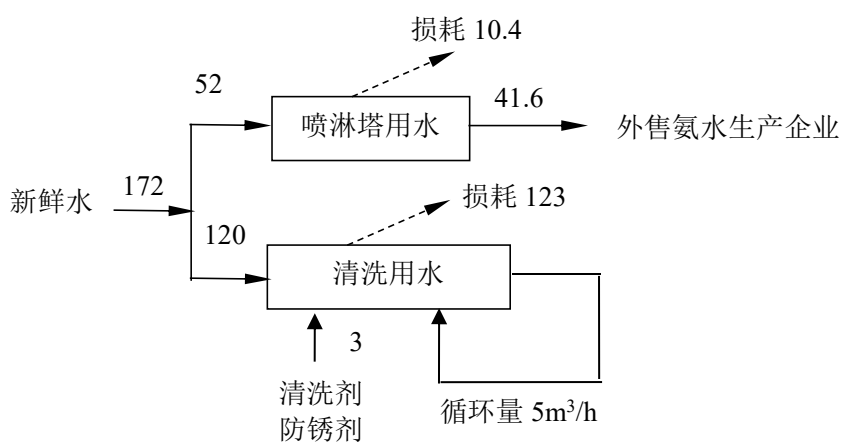 损耗 10.4
52
41.6
喷淋塔用水
外售氨水生产企业
172
新鲜水
损耗 123
120
清洗用水
3
清洗剂
防锈剂
循环量 5m³/h